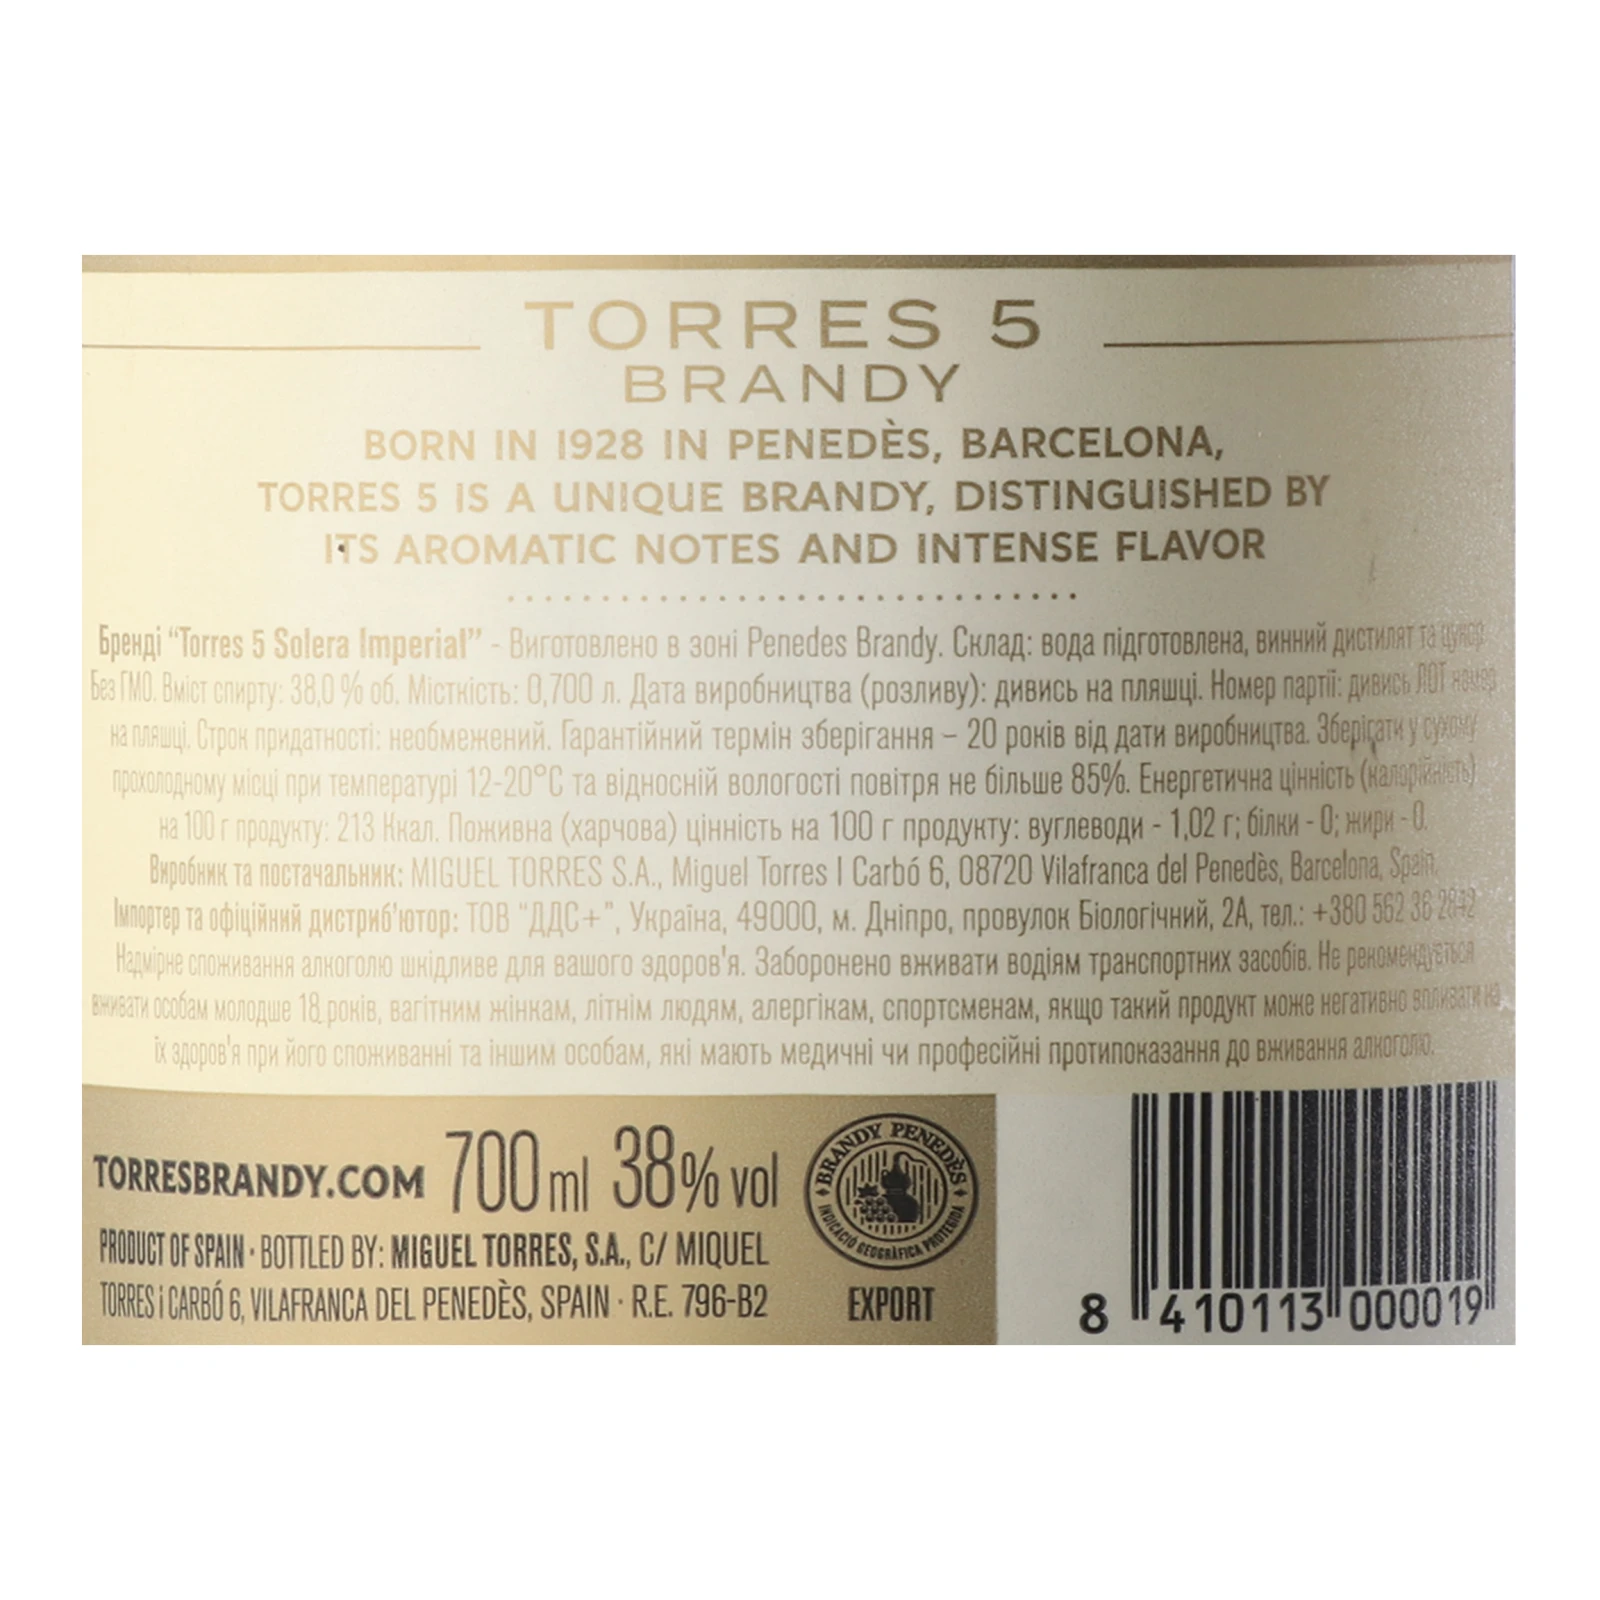 TORRES 5
BRANDY
BORN IN 1928 IN PENEDÈS, BARCELONA,
TORRES 5 IS A UNIQUE BRANDY, DISTINGUISHED BY
ITS AROMATIC NOTES AND INTENSE FLAVOR
Бренді “Torres 5 Solera Imperial” - Виготовлено в зоні Penedes Brandy. Склад: вода підготовлена, винний дистилят та цукор.
Без ГМО. Вміст спирту: 38,0 % об. Місткість: 0,700 л. Дата виробництва (розливу): дивись на пляшці. Номер партії: дивись ЛОТ номер
на пляшці. Строк придатності: необмежений. Гарантійний термін зберігання – 20 років від дати виробництва. Зберігати у сухому
прохолодному місці при температурі 12-20°C та відносній вологості повітря не більше 85%. Енергетична цінність (калорійність)
на 100 г продукту: 213 Ккал. Поживна (харчова) цінність на 100 г продукту: вуглеводи - 1,02 г; білки - 0; жири - 0.
Виробник та постачальник: MIGUEL TORRES S.A., Miguel Torres I Carbó 6, 08720 Vilafranca del Penedès, Barcelona, Spain.
Імпортер та офіційний дистриб'ютор: ТОВ “ДДС+”, Україна, 49000, м. Дніпро, провулок Біологічний, 2А, тел.: +380 562 36 2842
Надмірне споживання алкоголю шкідливе для вашого здоров'я. Заборонено вживати водіям транспортних засобів. Не рекомендується
вживати особам молодше 18 років, вагітним жінкам, літнім людям, алергікам, спортсменам, якщо такий продукт може негативно впливати на
їх здоров'я при його споживанні та іншим особам, які мають медичні чи професійні протипоказання до вживання алкоголю.
TORRESBRANDY.COM 700 ml 38% vol
PRODUCT OF SPAIN · BOTTLED BY: MIGUEL TORRES, S.A., C/ MIQUEL
TORRES i CARBÓ 6, VILAFRANCA DEL PENEDÈS, SPAIN · R.E. 796-B2
BRANDY PENEDÈS
INDICACIÓ GEOGRÀFICA PROTEGIDA
EXPORT
8 410113 000019